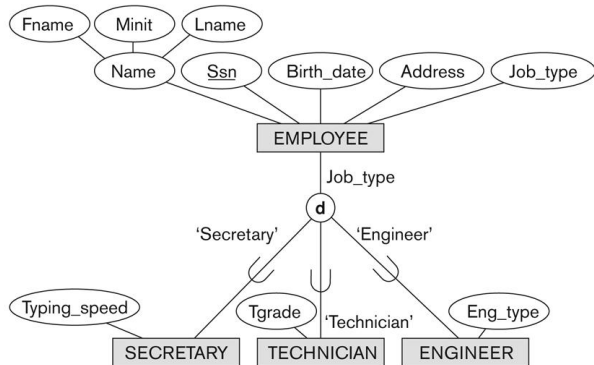 Fname Minit Lname
Name Ssn Birth_date Address Job_type
EMPLOYEE
Job_type
d
‘Secretary’ ‘Engineer’
Typing_speed Tgrade Eng_type
‘Technician’
SECRETARY TECHNICIAN ENGINEER